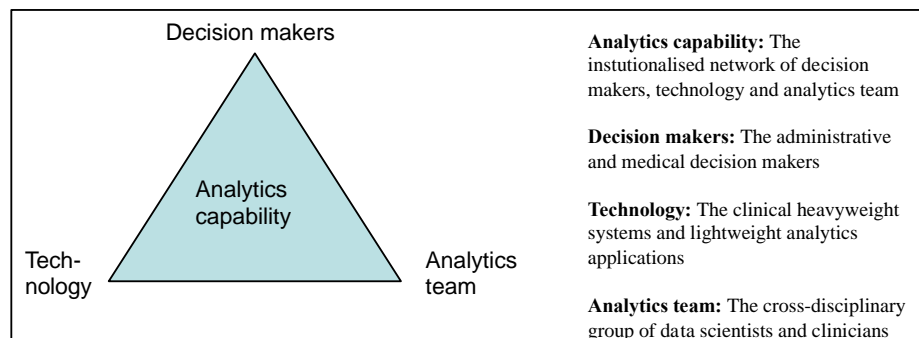 Decision makers
Analytics
capability
Tech-
nology
Analytics
team
Analytics capability: The
instutionalised network of decision
makers, technology and analytics team
Decision makers: The administrative
and medical decision makers
Technology: The clinical heavyweight
systems and lightweight analytics
applications
Analytics team: The cross-disciplinary
group of data scientists and clinicians